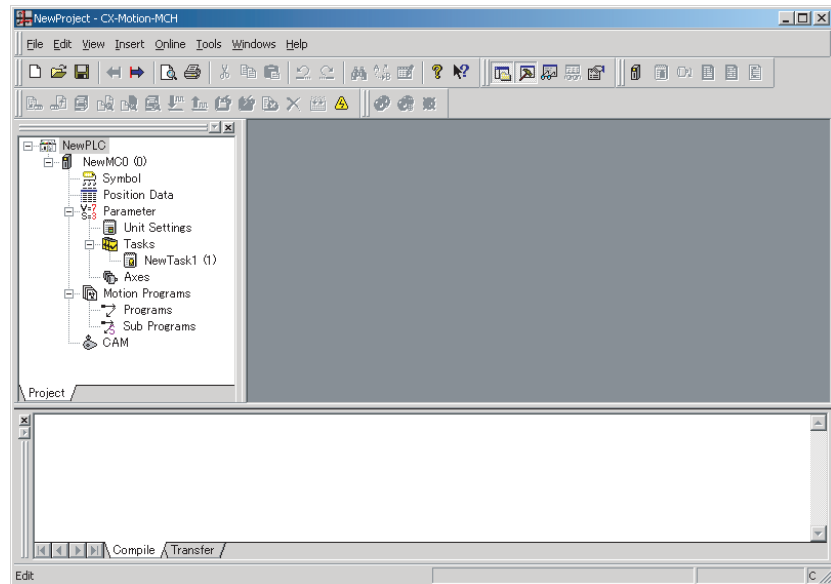 NewProject - CX-Motion-MCH
File Edit View Insert Online Tools Windows Help
NewPLC
NewMC0 (0)
Symbol
Position Data
Parameter
Unit Settings
Tasks
NewTask1 (1)
Axes
Motion Programs
Programs
Sub Programs
CAM
Project
Compile Transfer
Edit C